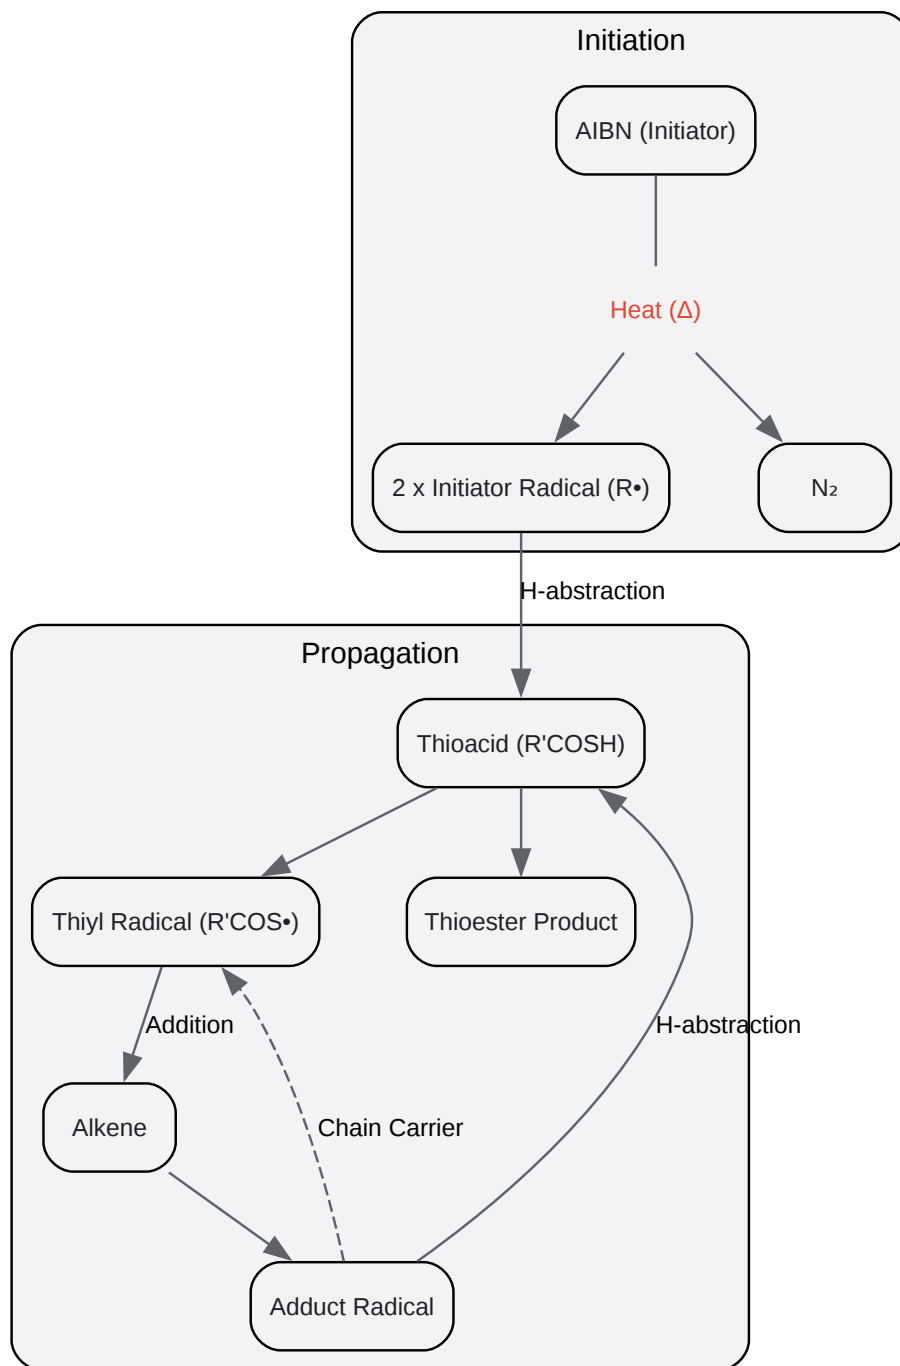 Initiation
AIBN (Initiator)
Heat (Δ)
2 x Initiator Radical (R•)
N₂
H-abstraction
Propagation
Thioacid (R'COSH)
Thiyl Radical (R'COS•)
Thioester Product
Addition
H-abstraction
Alkene
Chain Carrier
Adduct Radical